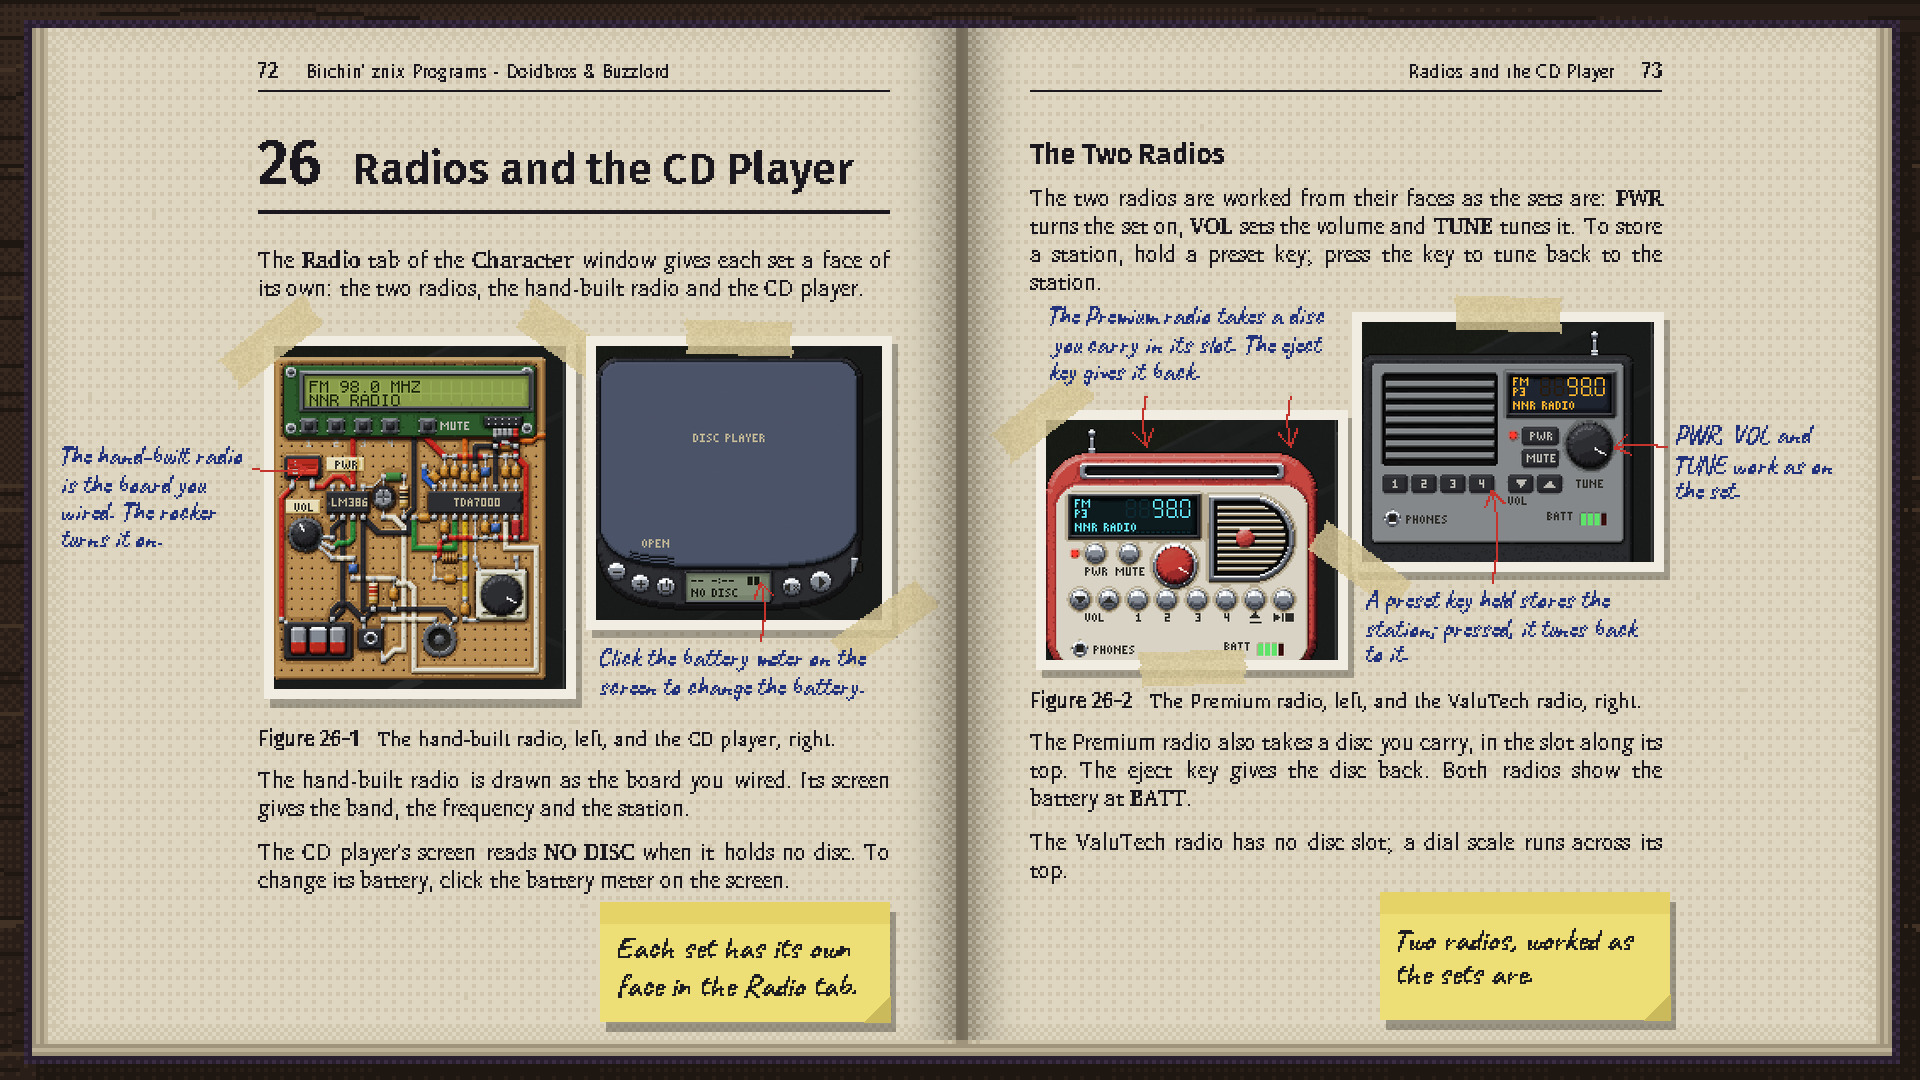 72 Birchin' znix Programs - Doidbros & Buzzlord
26 Radios and the CD Player
The Radio tab of the Character window gives each set a face of
its own: the two radios, the hand-built radio and the CD player.
FM 98.0 MHZ
NNR RADIO
MUTE
PWR
LM386
TDA7000
VOL
The hand-built radio
is the board you
wired. The rocker
turns it on.
DISC PLAYER
OPEN
-- --:--
NO DISC
Click the battery meter on the
screen to change the battery.
Figure 26-1 The hand-built radio, left, and the CD player, right.
The hand-built radio is drawn as the board you wired. Its screen
gives the band, the frequency and the station.
The CD player's screen reads NO DISC when it holds no disc. To
change its battery, click the battery meter on the screen.
Each set has its own
face in the Radio tab.
Radios and the CD Player 73
The Two Radios
The two radios are worked from their faces as the sets are: PWR
turns the set on, VOL sets the volume and TUNE tunes it. To store
a station, hold a preset key; press the key to tune back to the
station.
The Premium radio takes a disc
you carry in its slot. The eject
key gives it back.
FM
P3
98.0
NNR RADIO
PWR MUTE
VOL 1 2 3 4
PHONES
BATT
FM
P3
98.0
NNR RADIO
PWR
MUTE
1 2 3 4
VOL
TUNE
PHONES
BATT
PWR, VOL and
TUNE work as on
the set.
A preset key held stores the
station; pressed, it tunes back
to it.
Figure 26-2 The Premium radio, left, and the ValuTech radio, right.
The Premium radio also takes a disc you carry, in the slot along its
top. The eject key gives the disc back. Both radios show the
battery at BATT.
The ValuTech radio has no disc slot; a dial scale runs across its
top.
Two radios, worked as
the sets are.